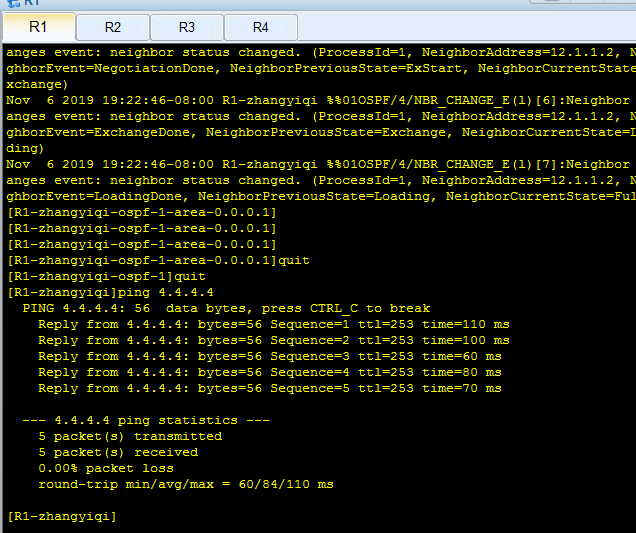 R1
R1 R2 R3 R4
anges event: neighbor status changed. (ProcessId=1, NeighborAddress=12.1.1.2,
ghborEvent=NegotiationDone, NeighborPreviousState=ExStart, NeighborCurrentState
xchange)
Nov  6 2019 19:22:46-08:00 R1-zhangyiqi %%01OSPF/4/NBR_CHANGE_E(l)[6]:Neighbor
anges event: neighbor status changed. (ProcessId=1, NeighborAddress=12.1.1.2,
ghborEvent=ExchangeDone, NeighborPreviousState=Exchange, NeighborCurrentState=L
ding)
Nov  6 2019 19:22:46-08:00 R1-zhangyiqi %%01OSPF/4/NBR_CHANGE_E(l)[7]:Neighbor
anges event: neighbor status changed. (ProcessId=1, NeighborAddress=12.1.1.2,
ghborEvent=LoadingDone, NeighborPreviousState=Loading, NeighborCurrentState=Ful
[R1-zhangyiqi-ospf-1-area-0.0.0.1]
[R1-zhangyiqi-ospf-1-area-0.0.0.1]
[R1-zhangyiqi-ospf-1-area-0.0.0.1]
[R1-zhangyiqi-ospf-1-area-0.0.0.1]quit
[R1-zhangyiqi-ospf-1]quit
[R1-zhangyiqi]ping 4.4.4.4
PING 4.4.4.4: 56  data bytes, press CTRL_C to break
Reply from 4.4.4.4: bytes=56 Sequence=1 ttl=253 time=110 ms
Reply from 4.4.4.4: bytes=56 Sequence=2 ttl=253 time=100 ms
Reply from 4.4.4.4: bytes=56 Sequence=3 ttl=253 time=60 ms
Reply from 4.4.4.4: bytes=56 Sequence=4 ttl=253 time=80 ms
Reply from 4.4.4.4: bytes=56 Sequence=5 ttl=253 time=70 ms
--- 4.4.4.4 ping statistics ---
5 packet(s) transmitted
5 packet(s) received
0.00% packet loss
round-trip min/avg/max = 60/84/110 ms
[R1-zhangyiqi]